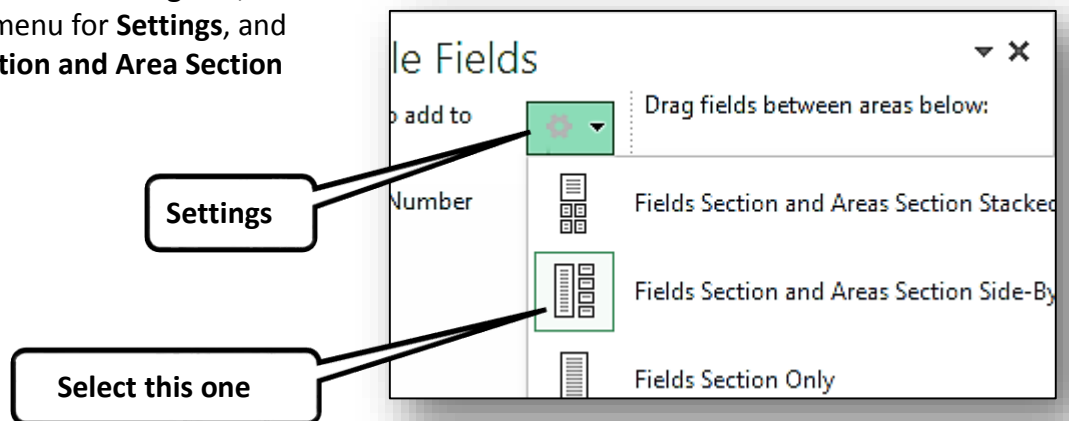 menu for Settings, and
tion and Area Section
le Fields
add to
Drag fields between areas below:
Settings
Number
Fields Section and Areas Section Stacked
Fields Section and Areas Section Side-By
Select this one
Fields Section Only